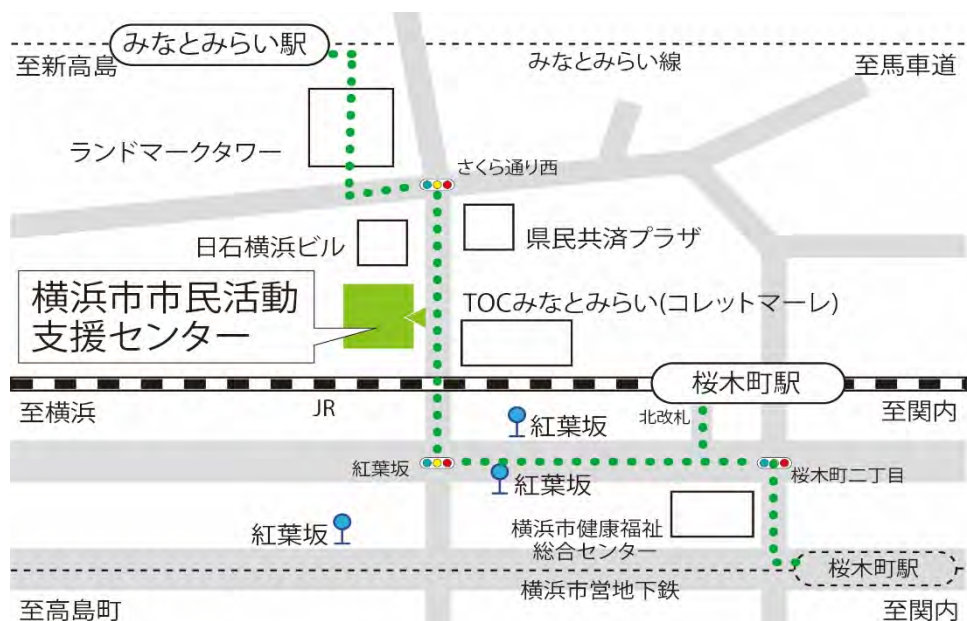 みなとみらい駅
至新高島
みなとみらい線
至馬車道
ランドマークタワー
さくら通り西
日石横浜ビル
県民共済プラザ
横浜市市民活動
支援センター
TOCみなとみらい(コレットマーレ)
桜木町駅
至横浜
JR
北改札
至関内
紅葉坂
紅葉坂
紅葉坂
桜木町二丁目
紅葉坂
横浜市健康福祉
総合センター
桜木町駅
横浜市営地下鉄
至高島町
至関内